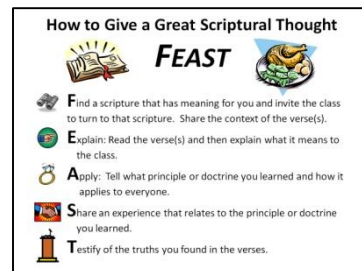 How to Give a Great Scriptural Thought
FEAST
Find a scripture that has meaning for you and invite the class
to turn to that scripture. Share the context of the verse(s).
Explain: Read the verse(s) and then explain what it means to
the class.
Apply: Tell what principle or doctrine you learned and how it
applies to everyone.
Share an experience that relates to the principle or doctrine
you learned.
Testify of the truths you found in the verses.